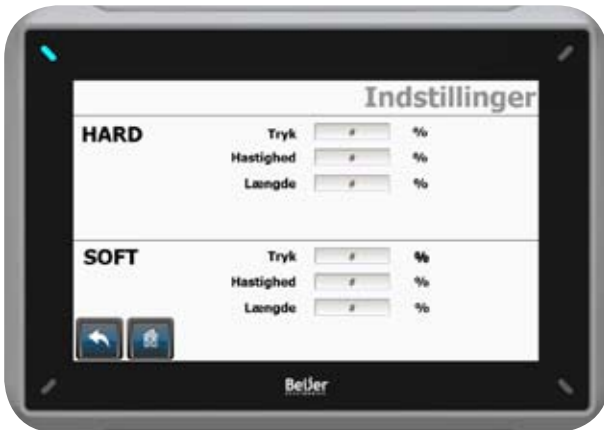 Indstillinger
HARD
Tryk # %
Hastighed # %
Længde # %
SOFT
Tryk # %
Hastighed # %
Længde # %
Beijer